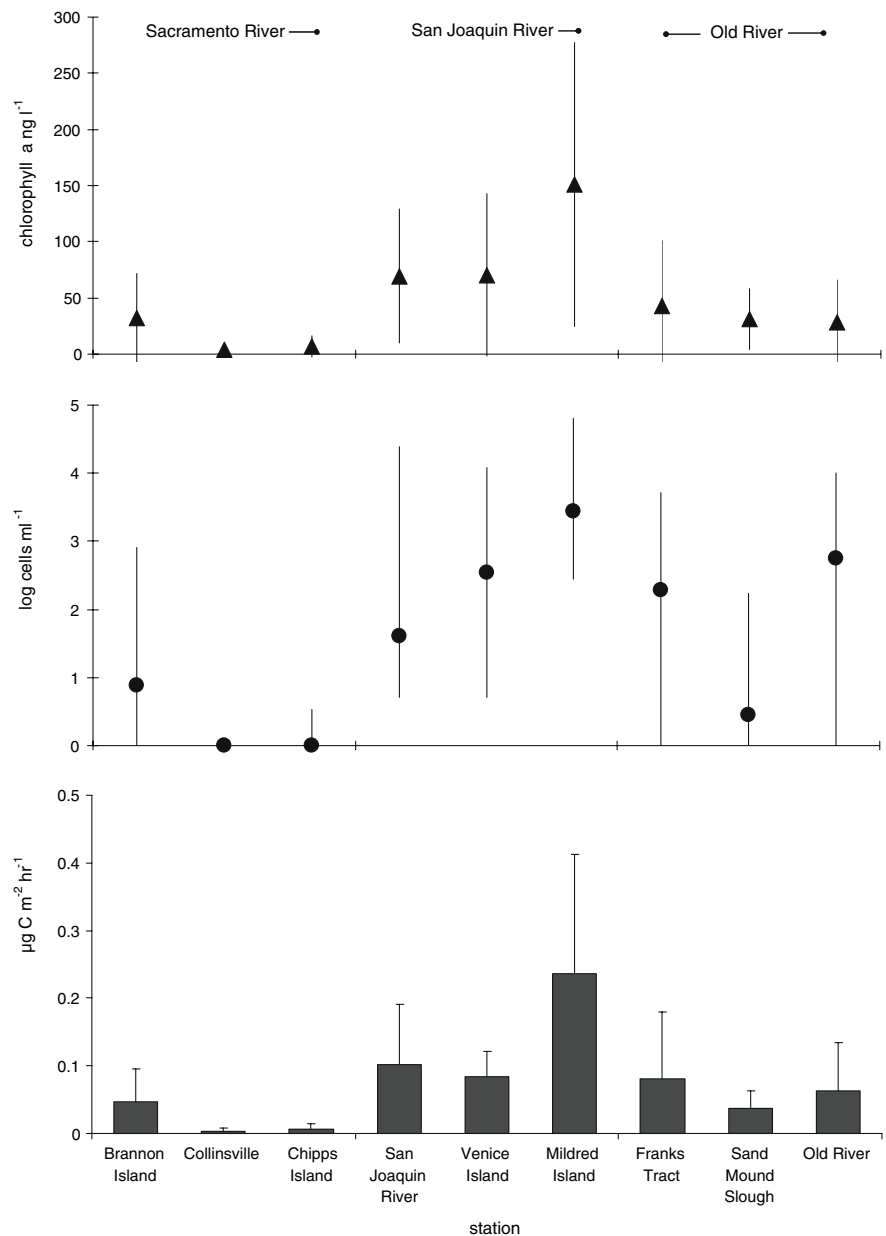 Sacramento River
San Joaquin River
Old River
chlorophyll a ng l⁻¹
300
250
200
150
100
50
0
log cells ml⁻¹
5
4
3
2
1
0
µg C m⁻² hr⁻¹
0.5
0.4
0.3
0.2
0.1
0
Brannon
Island
Collinsville
Chipps
Island
San
Joaquin
River
Venice
Island
Mildred
Island
Franks
Tract
Sand
Mound
Slough
Old River
station